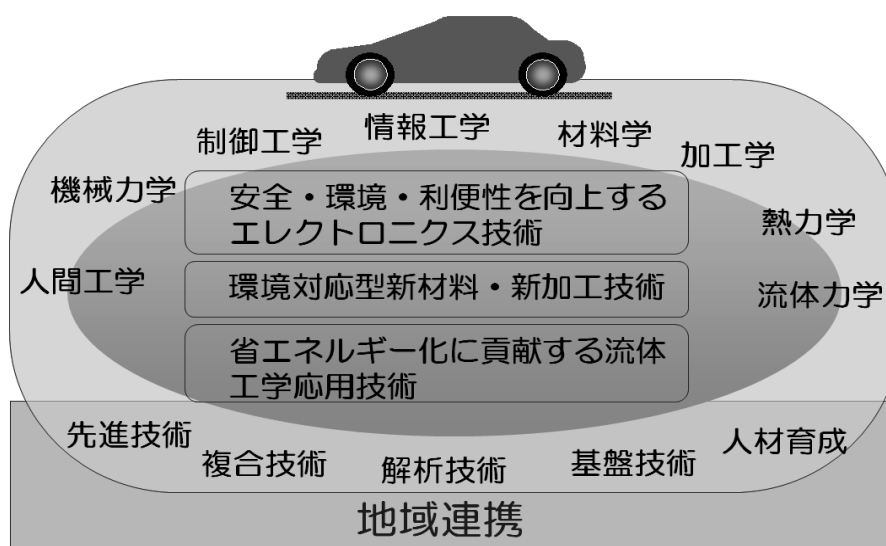 情報工学
制御工学
材料学
加工学
機械力学
熱力学
人間工学
流体力学
安全・環境・利便性を向上する
エレクトロニクス技術
環境対応型新材料・新加工技術
省エネルギー化に貢献する流体
工学応用技術
先進技術
複合技術
解析技術
基盤技術
人材育成
地域連携